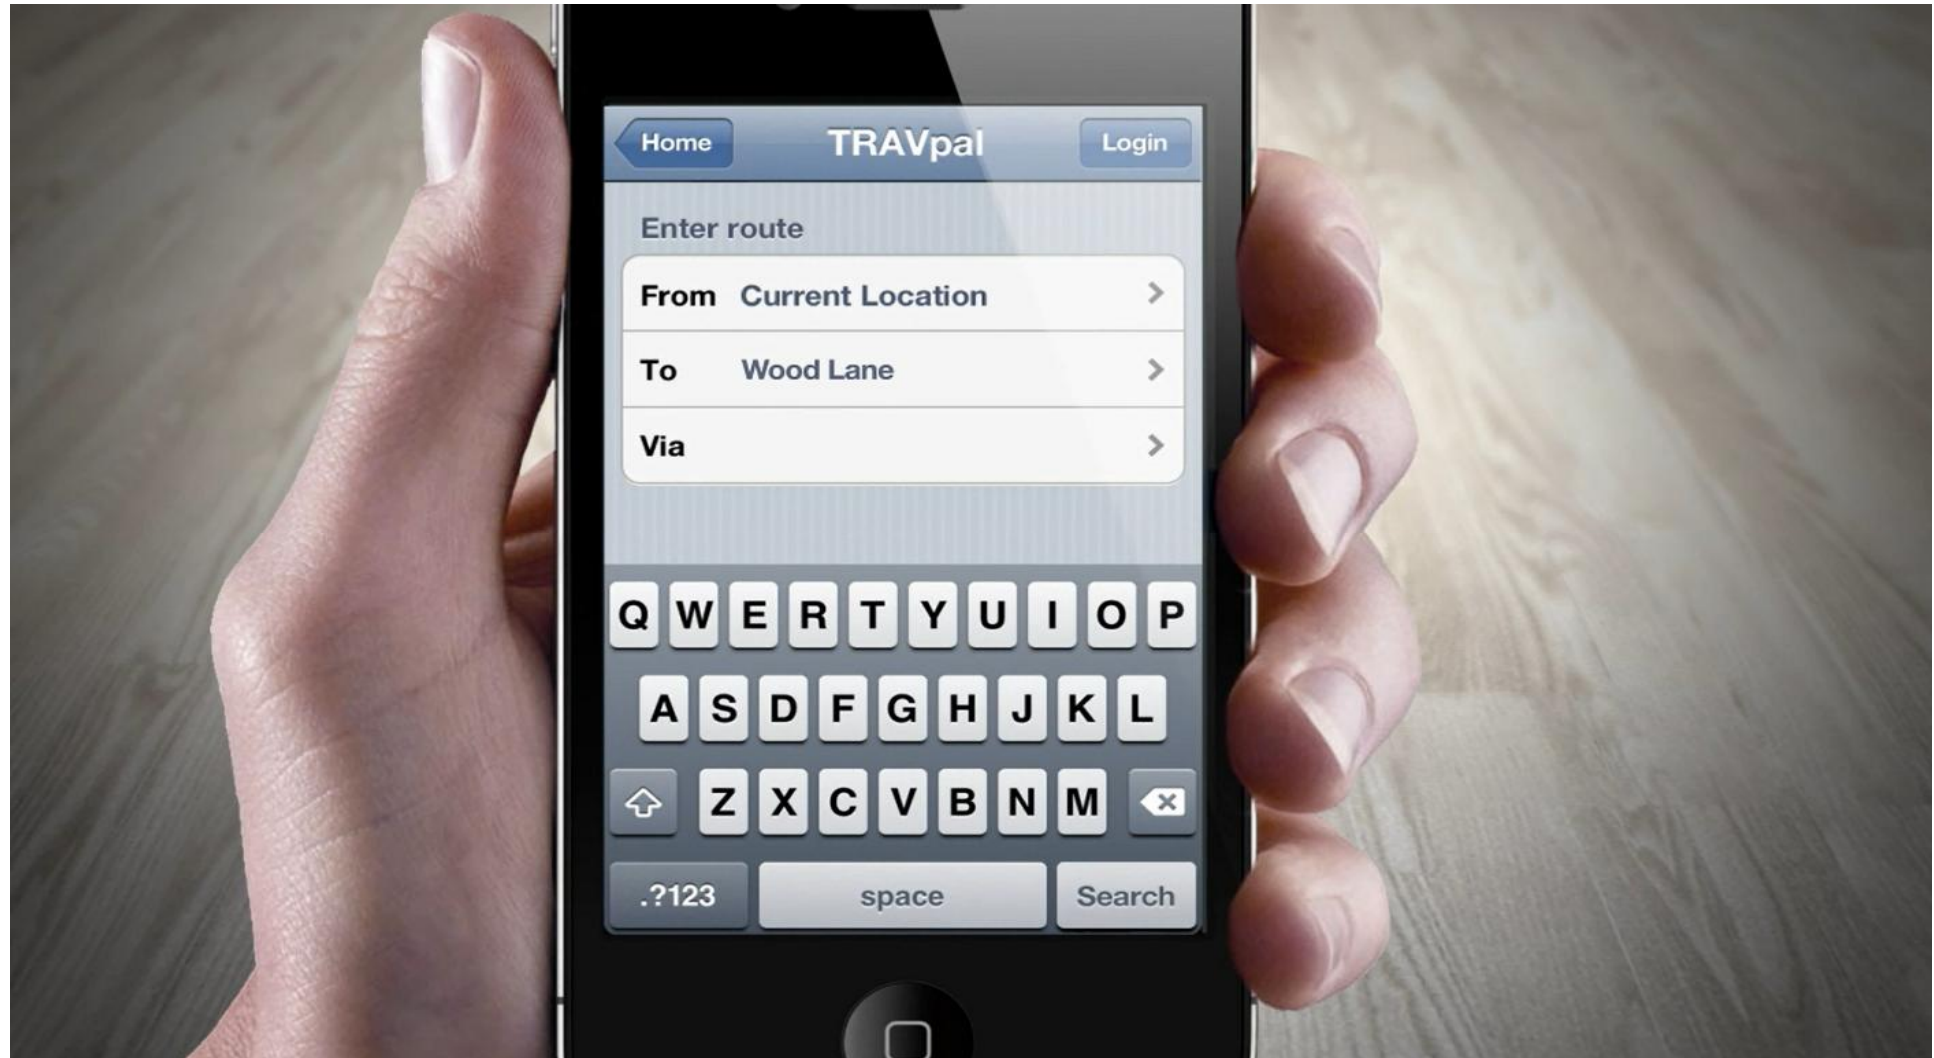 Home TRAVpal Login
Enter route
From Current Location
To Wood Lane
Via
Q W E R T Y U I O P
A S D F G H J K L
Z X C V B N M
.?123 space Search